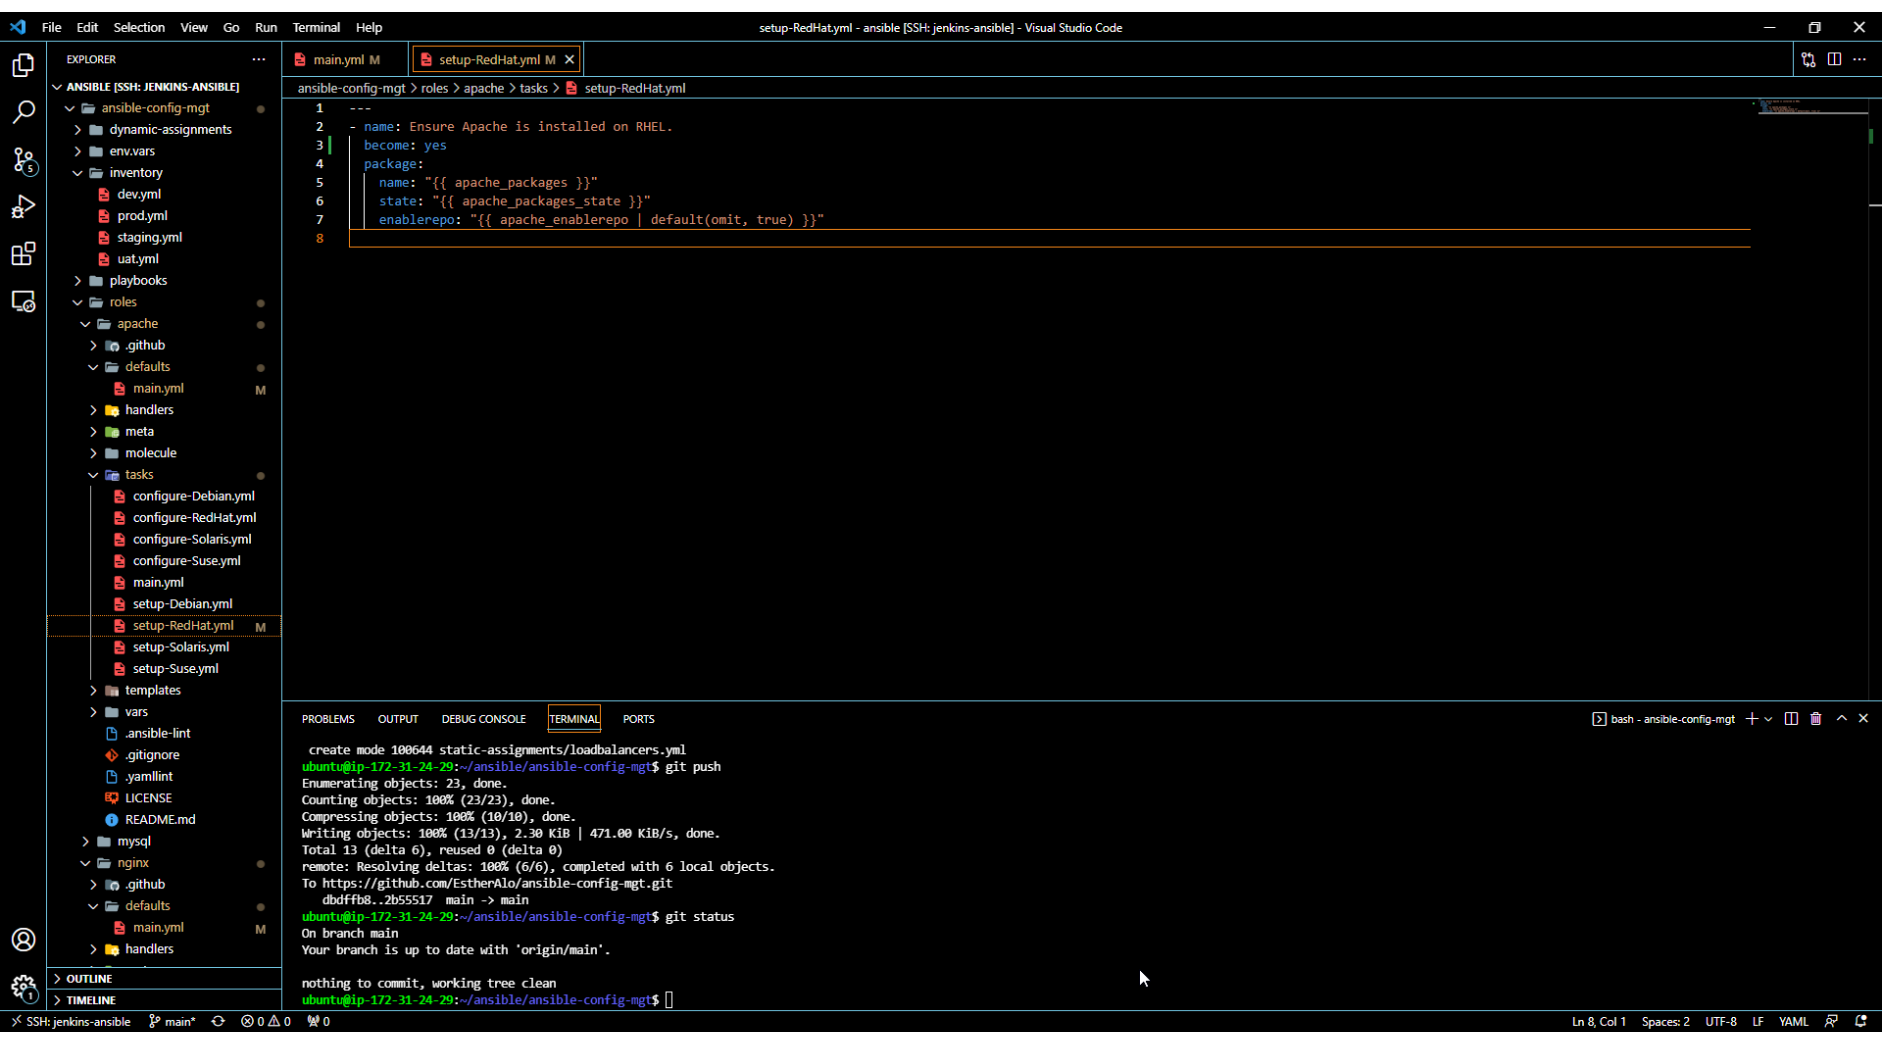 File Edit Selection View Go Run Terminal Help
setup-RedHat.yml - ansible [SSH: jenkins-ansible] - Visual Studio Code
EXPLORER
ANSIBLE [SSH: JENKINS-ANSIBLE]
ansible-config-mgt
dynamic-assignments
env.vars
inventory
dev.yml
prod.yml
staging.yml
uat.yml
playbooks
roles
apache
.github
defaults
main.yml M
handlers
meta
molecule
tasks
configure-Debian.yml
configure-RedHat.yml
configure-Solaris.yml
configure-Suse.yml
main.yml
setup-Debian.yml
setup-RedHat.yml M
setup-Solaris.yml
setup-Suse.yml
templates
vars
.ansible-lint
.gitignore
.yamllint
LICENSE
README.md
mysql
nginx
.github
defaults
main.yml M
handlers
OUTLINE
TIMELINE
5
1
main.yml M
setup-RedHat.yml M
ansible-config-mgt > roles > apache > tasks > setup-RedHat.yml
1 ---
2 - name: Ensure Apache is installed on RHEL.
3 become: yes
4 package:
5 name: "{{ apache_packages }}"
6 state: "{{ apache_packages_state }}"
7 enablerepo: "{{ apache_enablerepo | default(omit, true) }}"
8
PROBLEMS OUTPUT DEBUG CONSOLE TERMINAL PORTS
bash - ansible-config-mgt
create mode 100644 static-assignments/loadbalancers.yml
ubuntu@ip-172-31-24-29:~/ansible/ansible-config-mgt$ git push
Enumerating objects: 23, done.
Counting objects: 100% (23/23), done.
Compressing objects: 100% (10/10), done.
Writing objects: 100% (13/13), 2.30 KiB | 471.00 KiB/s, done.
Total 13 (delta 6), reused 0 (delta 0)
remote: Resolving deltas: 100% (6/6), completed with 6 local objects.
To https://github.com/EstherAlo/ansible-config-mgt.git
dbdffb8..2b55517 main -> main
ubuntu@ip-172-31-24-29:~/ansible/ansible-config-mgt$ git status
On branch main
Your branch is up to date with 'origin/main'.
nothing to commit, working tree clean
ubuntu@ip-172-31-24-29:~/ansible/ansible-config-mgt$
SSH: jenkins-ansible main* 0 0 0
Ln 8, Col 1 Spaces: 2 UTF-8 LF YAML